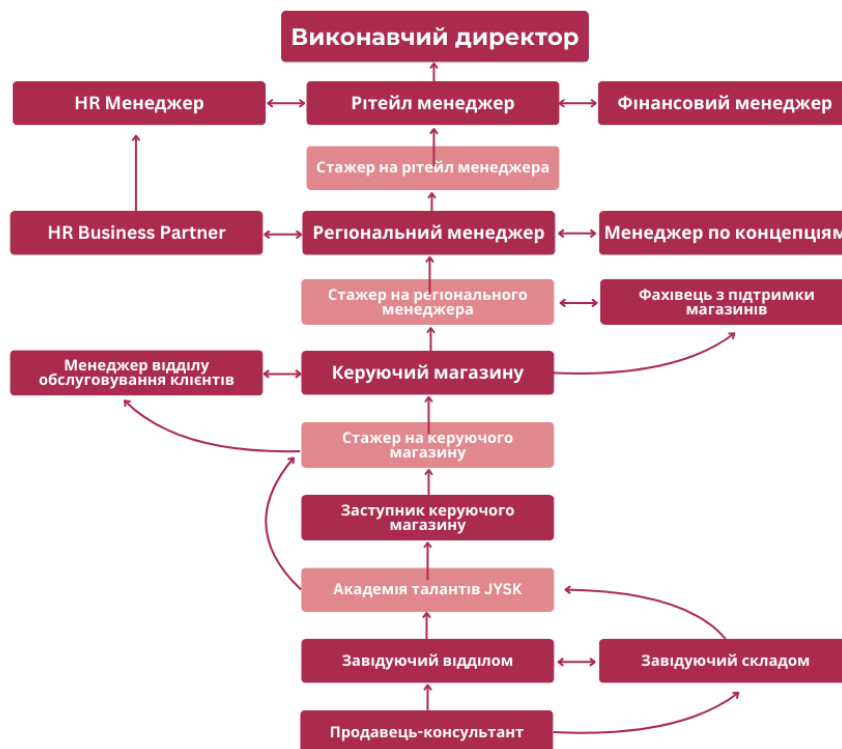 Виконавчий директор
HR Менеджер
Рітейл менеджер
Фінансовий менеджер
Стажер на рітейл менеджера
HR Business Partner
Регіональний менеджер
Менеджер по концепціям
Стажер на регіонального
менеджера
Фахівець з підтримки
магазинів
Менеджер відділу
обслуговування клієнтів
Керуючий магазину
Стажер на керуючого
магазину
Заступник керуючого
магазину
Академія талантів JYSK
Завідуючий відділом
Завідуючий складом
Продавець-консультант